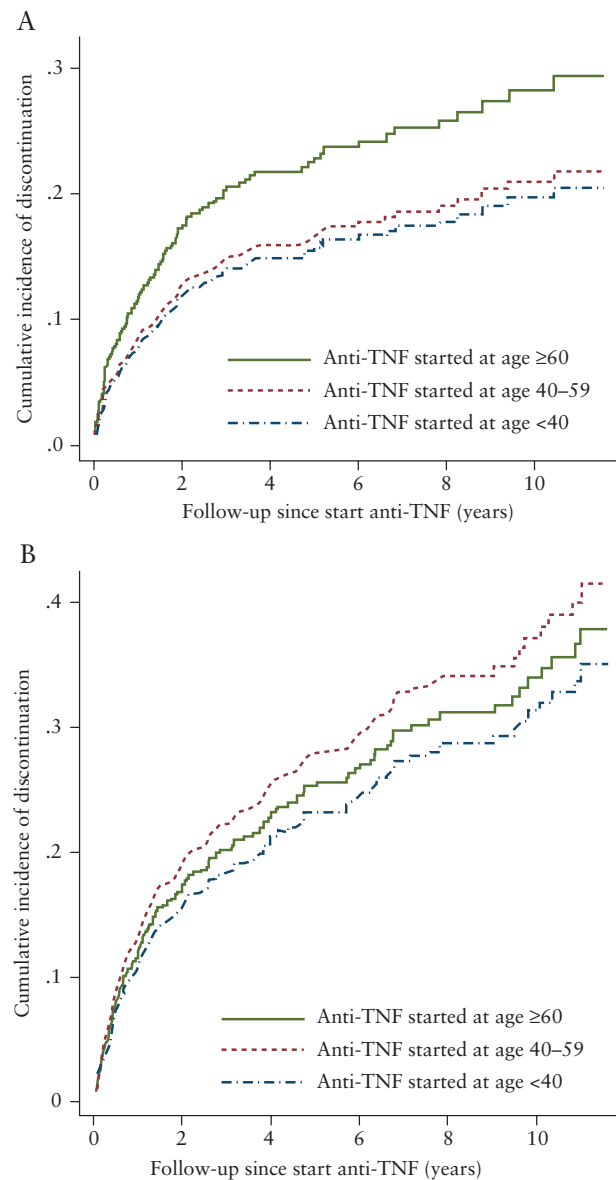 A
Cumulative incidence of discontinuation
.3
.2
.1
.0
Anti-TNF started at age ≥60
Anti-TNF started at age 40–59
Anti-TNF started at age <40
0 2 4 6 8 10
Follow-up since start anti-TNF (years)
B
Cumulative incidence of discontinuation
.4
.3
.2
.1
0
Anti-TNF started at age ≥60
Anti-TNF started at age 40–59
Anti-TNF started at age <40
0 2 4 6 8 10
Follow-up since start anti-TNF (years)